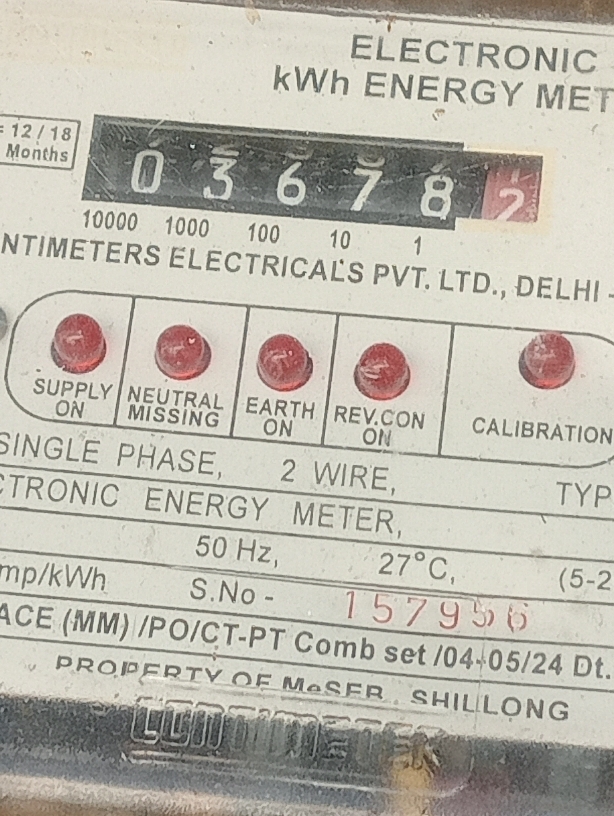 ELECTRONIC
kWh ENERGY MET
= 12 / 18
Months
0 3 6 7 8 2
10000 1000 100 10 1
NTIMETERS ELECTRICALS PVT. LTD., DELHI -
SUPPLY ON
NEUTRAL MISSING
EARTH ON
REV.CON ON
CALIBRATION
SINGLE PHASE, 2 WIRE, TYP
CTRONIC ENERGY METER,
50 Hz, 27°C, (5-2
mp/kWh S.No - 157956
ACE (MM) /PO/CT-PT Comb set /04-05/24 Dt.
PROPERTY OF MeSEB, SHILLONG